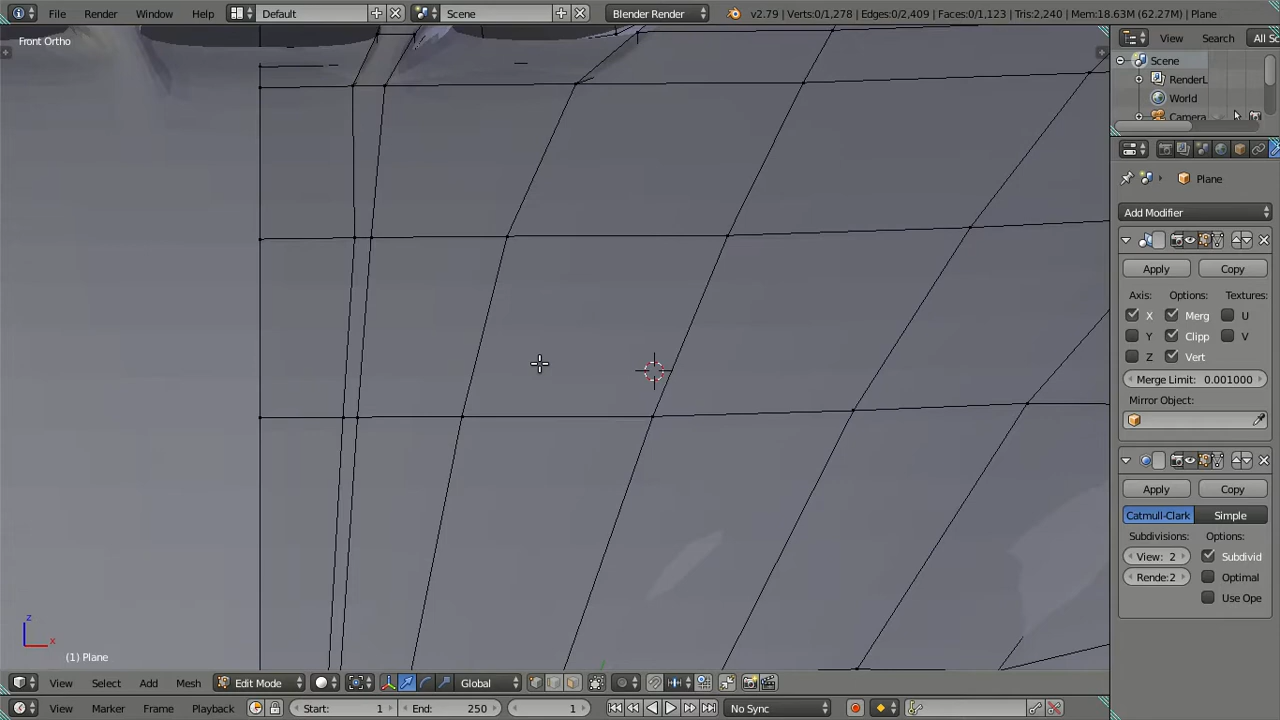 File Render Window Help Default Scene Blender Render v2.79 | Verts:0/1,278 | Edges:0/2,409 | Faces:0/1,123 | Tris:2,240 | Mem:18.63M (62.27M) | Plane
Front Ortho
View Search All Sc
Scene
RenderL
World
Camera
Plane
Add Modifier
Apply Copy
Axis: Options: Textures:
X Merg U
Y Clipp V
Z Vert
Merge Limit: 0.001000
Mirror Object:
Apply Copy
Catmull-Clark Simple
Subdivisions: Options:
View: 2 Subdivid
Rende:2 Optimal
Use Ope
z
x
(1) Plane
View Select Add Mesh Edit Mode Global
View Marker Frame Playback Start: 1 End: 250 1 No Sync